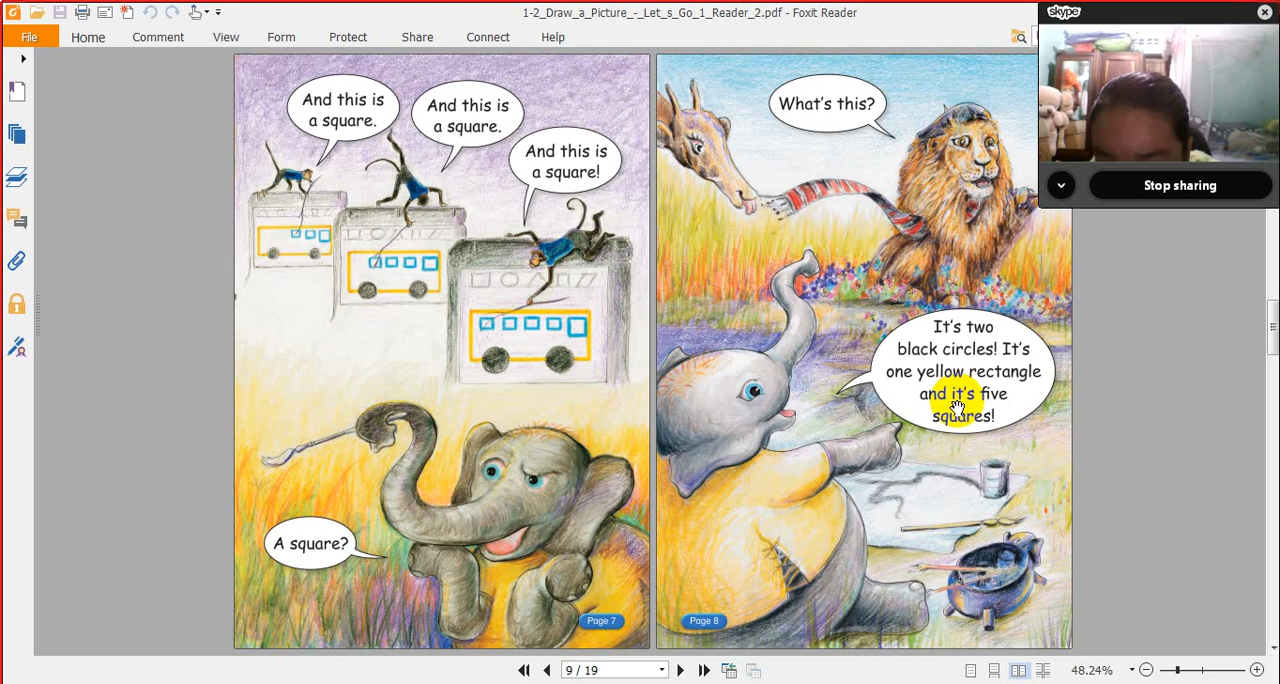 1-2_Draw_a_Picture_-_Let_s_Go_1_Reader_2.pdf - Foxit Reader
skype
File Home Comment View Form Protect Share Connect Help
Stop sharing
And this is
a square.
And this is
a square.
And this is
a square!
A square?
Page 7
What's this?
It's two
black circles! It's
one yellow rectangle
and it's five
squares!
Page 8
9 / 19
48.24%